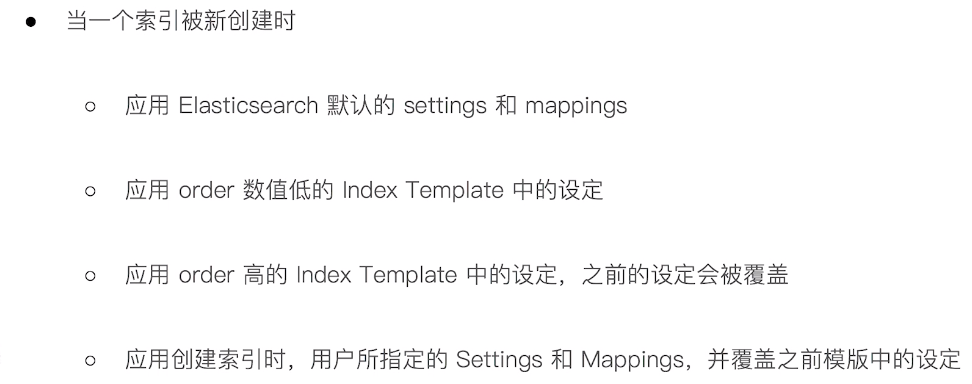 当一个索引被新创建时
应用 Elasticsearch 默认的 settings 和 mappings
应用 order 数值低的 Index Template 中的设定
应用 order 高的 Index Template 中的设定，之前的设定会被覆盖
应用创建索引时，用户所指定的 Settings 和 Mappings，并覆盖之前模版中的设定